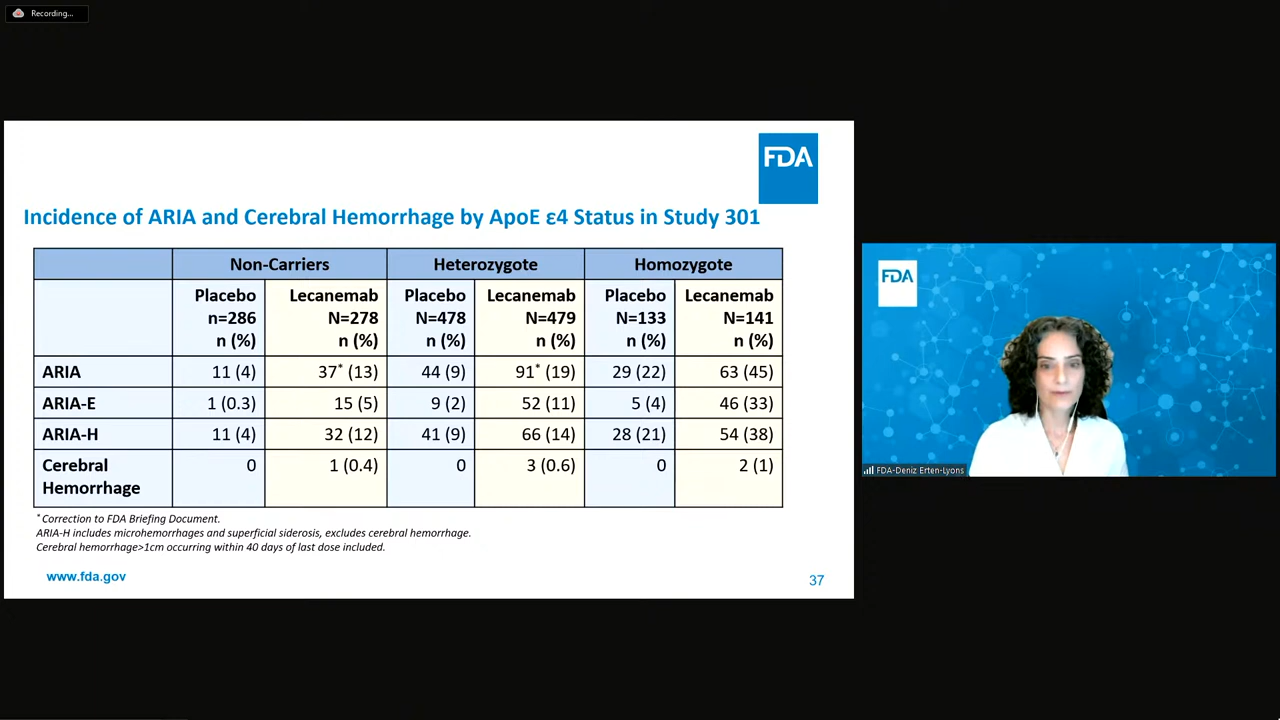 Recording...
FDA
Incidence of ARIA and Cerebral Hemorrhage by ApoE ε4 Status in Study 301
Non-Carriers Heterozygote Homozygote
Placebo Lecanemab Placebo Lecanemab Placebo Lecanemab
n=286 N=278 N=478 N=479 N=133 N=141
n (%) n (%) n (%) n (%) n (%) n (%)
ARIA 11 (4) 37* (13) 44 (9) 91* (19) 29 (22) 63 (45)
ARIA-E 1 (0.3) 15 (5) 9 (2) 52 (11) 5 (4) 46 (33)
ARIA-H 11 (4) 32 (12) 41 (9) 66 (14) 28 (21) 54 (38)
Cerebral 0 1 (0.4) 0 3 (0.6) 0 2 (1)
Hemorrhage
* Correction to FDA Briefing Document.
ARIA-H includes microhemorrhages and superficial siderosis, excludes cerebral hemorrhage.
Cerebral hemorrhage>1cm occurring within 40 days of last dose included.
www.fda.gov
37
FDA
FDA-Deniz Erten-Lyons